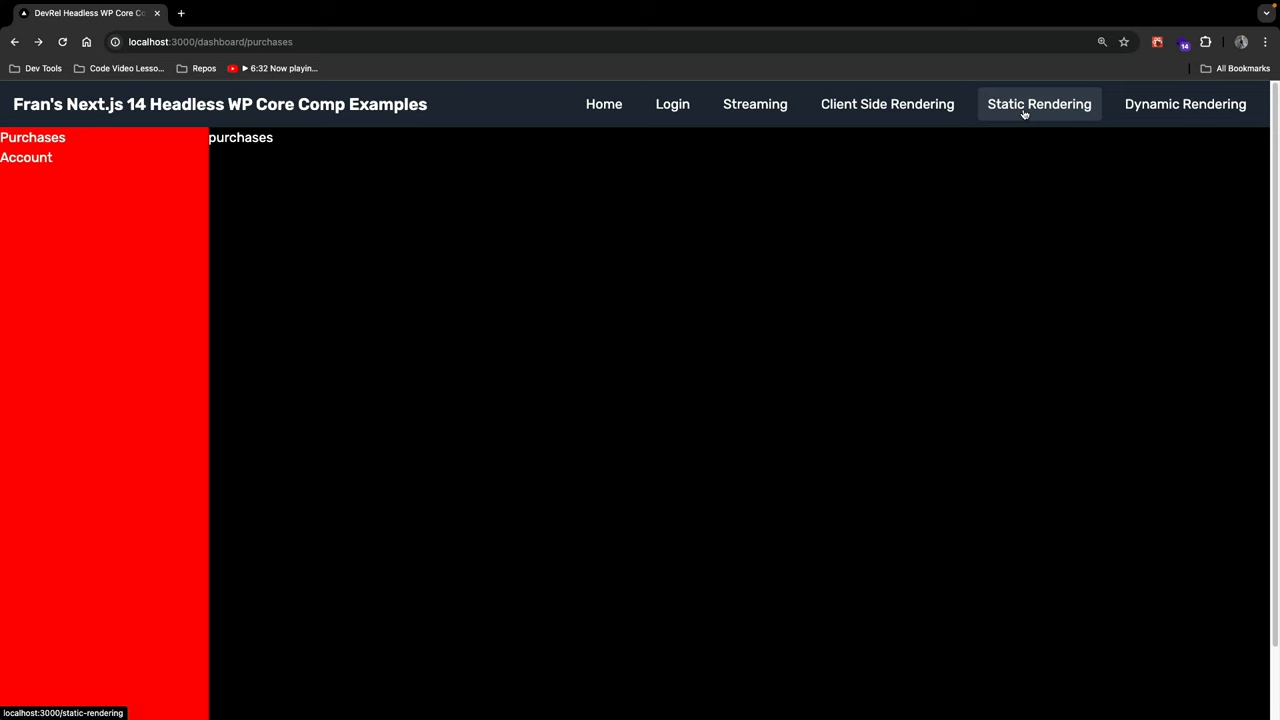 DevRel Headless WP Core Co
localhost:3000/dashboard/purchases
14
Dev Tools
Code Video Lesso...
Repos
6:32 Now playin...
All Bookmarks
Fran's Next.js 14 Headless WP Core Comp Examples
Home
Login
Streaming
Client Side Rendering
Static Rendering
Dynamic Rendering
Purchases
purchases
Account
localhost:3000/static-rendering